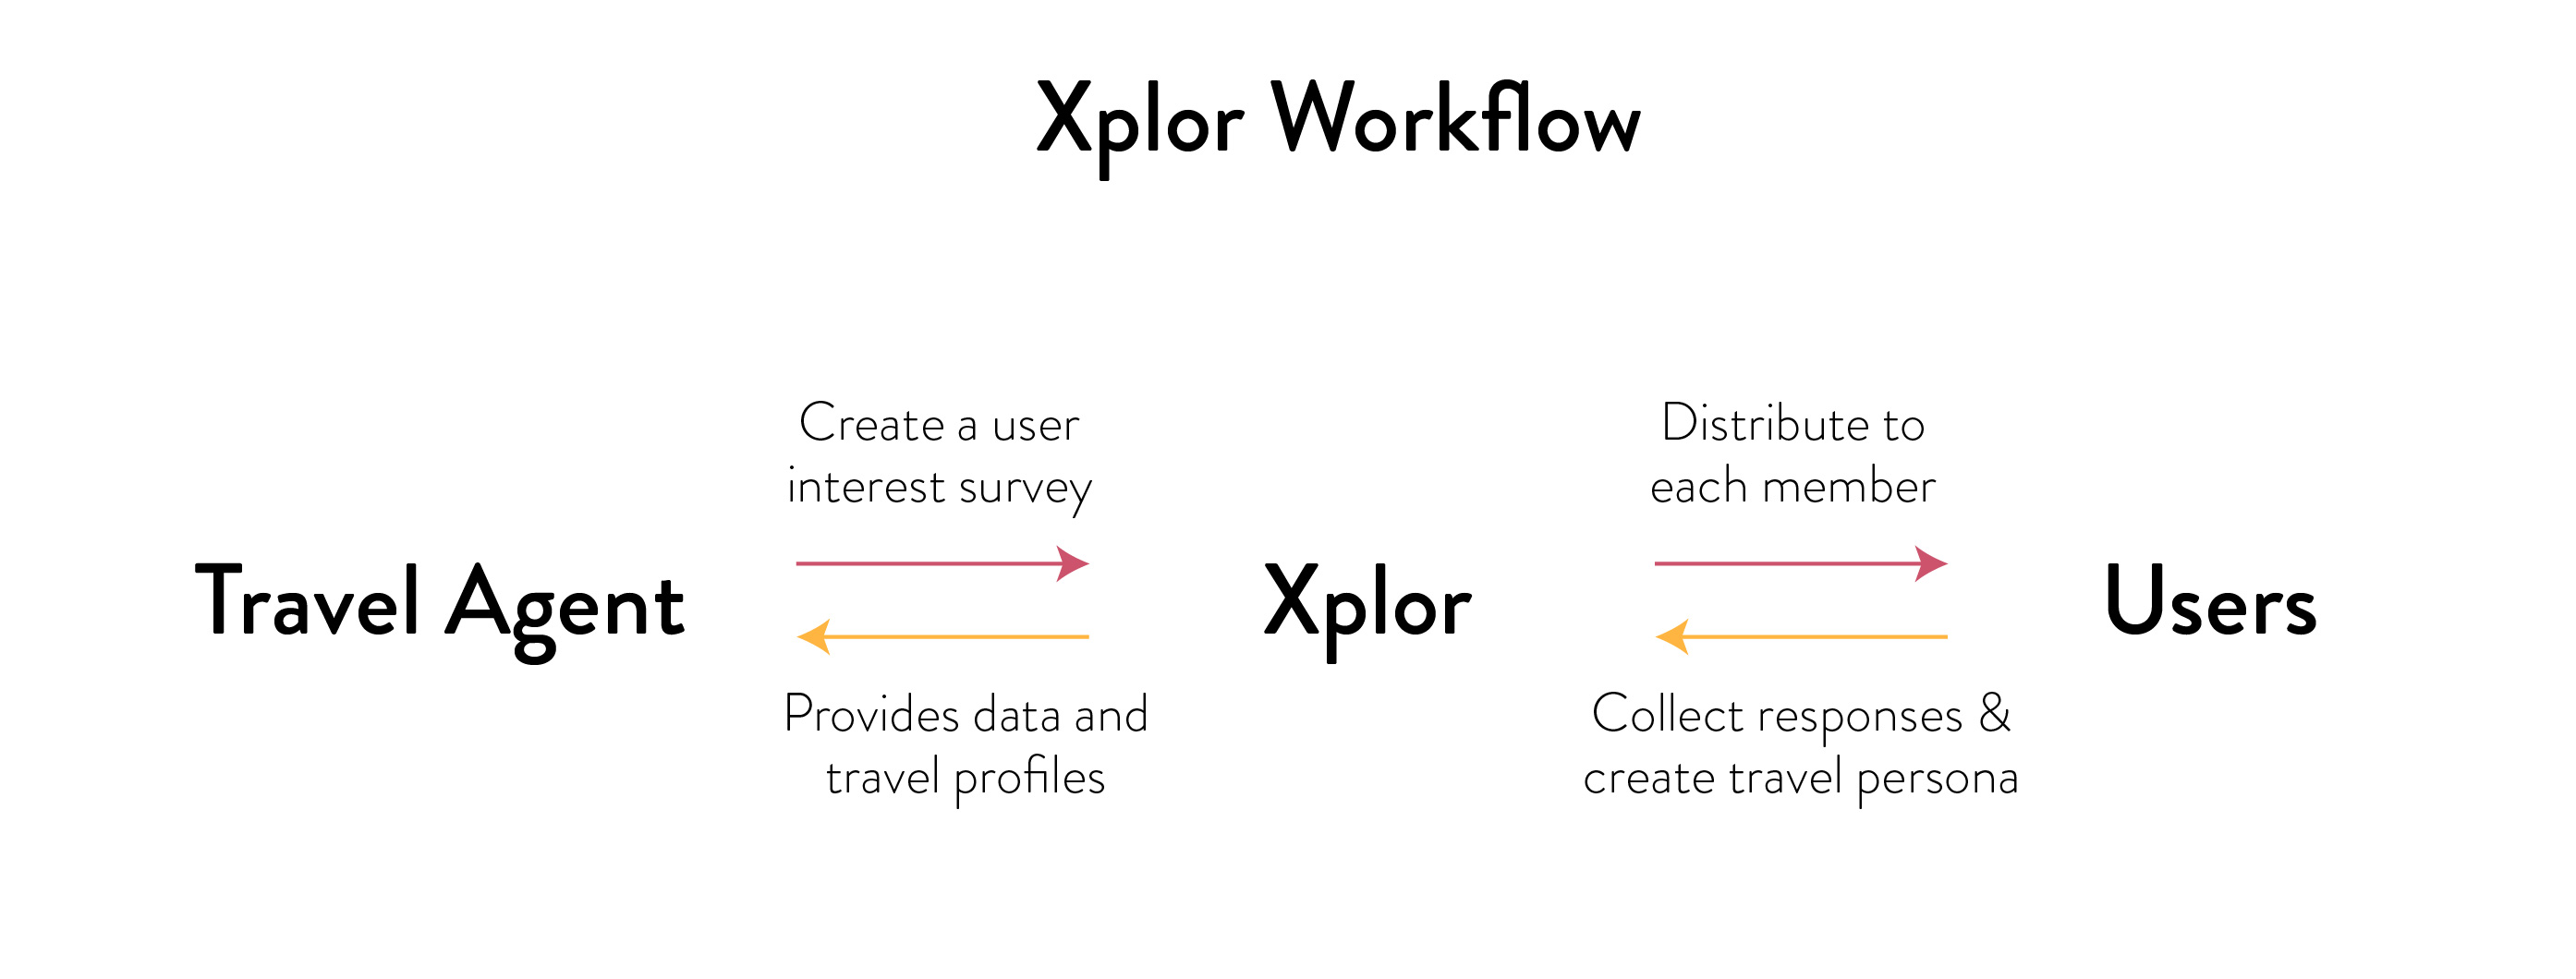 Xplor Workflow
Create a user
interest survey
Distribute to
each member
Travel Agent
Xplor
Users
Provides data and
travel profiles
Collect responses &
create travel persona